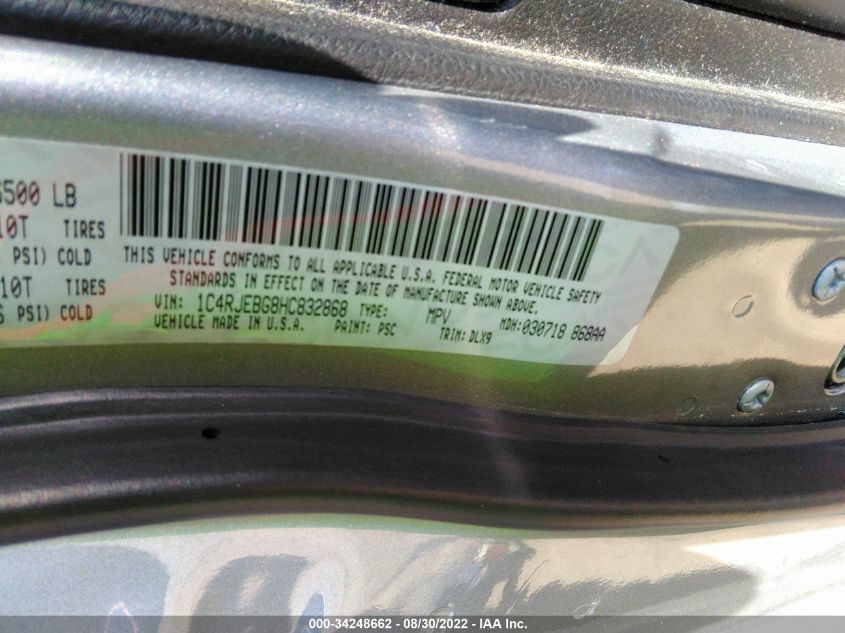 6500 LB
10T TIRES
PSI) COLD
10T TIRES
PSI) COLD
THIS VEHICLE CONFORMS TO ALL APPLICABLE U.S.A. FEDERAL MOTOR VEHICLE SAFETY
STANDARDS IN EFFECT ON THE DATE OF MANUFACTURE SHOWN ABOVE.
VIN: 1C4RJEBG8HC832868 TYPE: MPV MDH:030718 868AA
VEHICLE MADE IN U.S.A. PAINT: PSC TRIM: DLX9
000-34248662 - 08/30/2022 - IAA Inc.